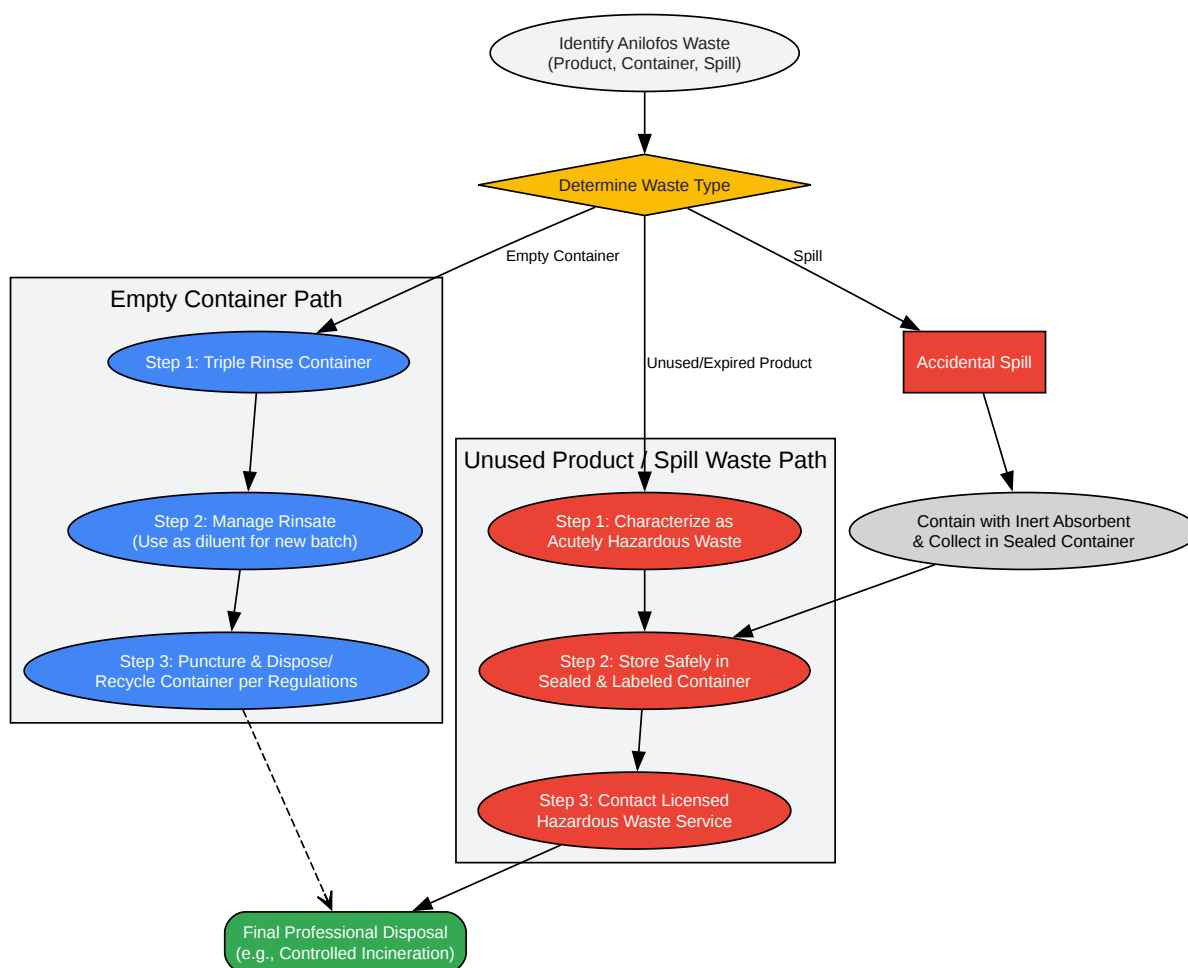 Identify Anilofos Waste
(Product, Container, Spill)
Determine Waste Type
Empty Container
Spill
Unused/Expired Product
Empty Container Path
Step 1: Triple Rinse Container
Step 2: Manage Rinsate
(Use as diluent for new batch)
Step 3: Puncture & Dispose/
Recycle Container per Regulations
Unused Product / Spill Waste Path
Step 1: Characterize as
Acutely Hazardous Waste
Step 2: Store Safely in
Sealed & Labeled Container
Step 3: Contact Licensed
Hazardous Waste Service
Accidental Spill
Contain with Inert Absorbent
& Collect in Sealed Container
Final Professional Disposal
(e.g., Controlled Incineration)